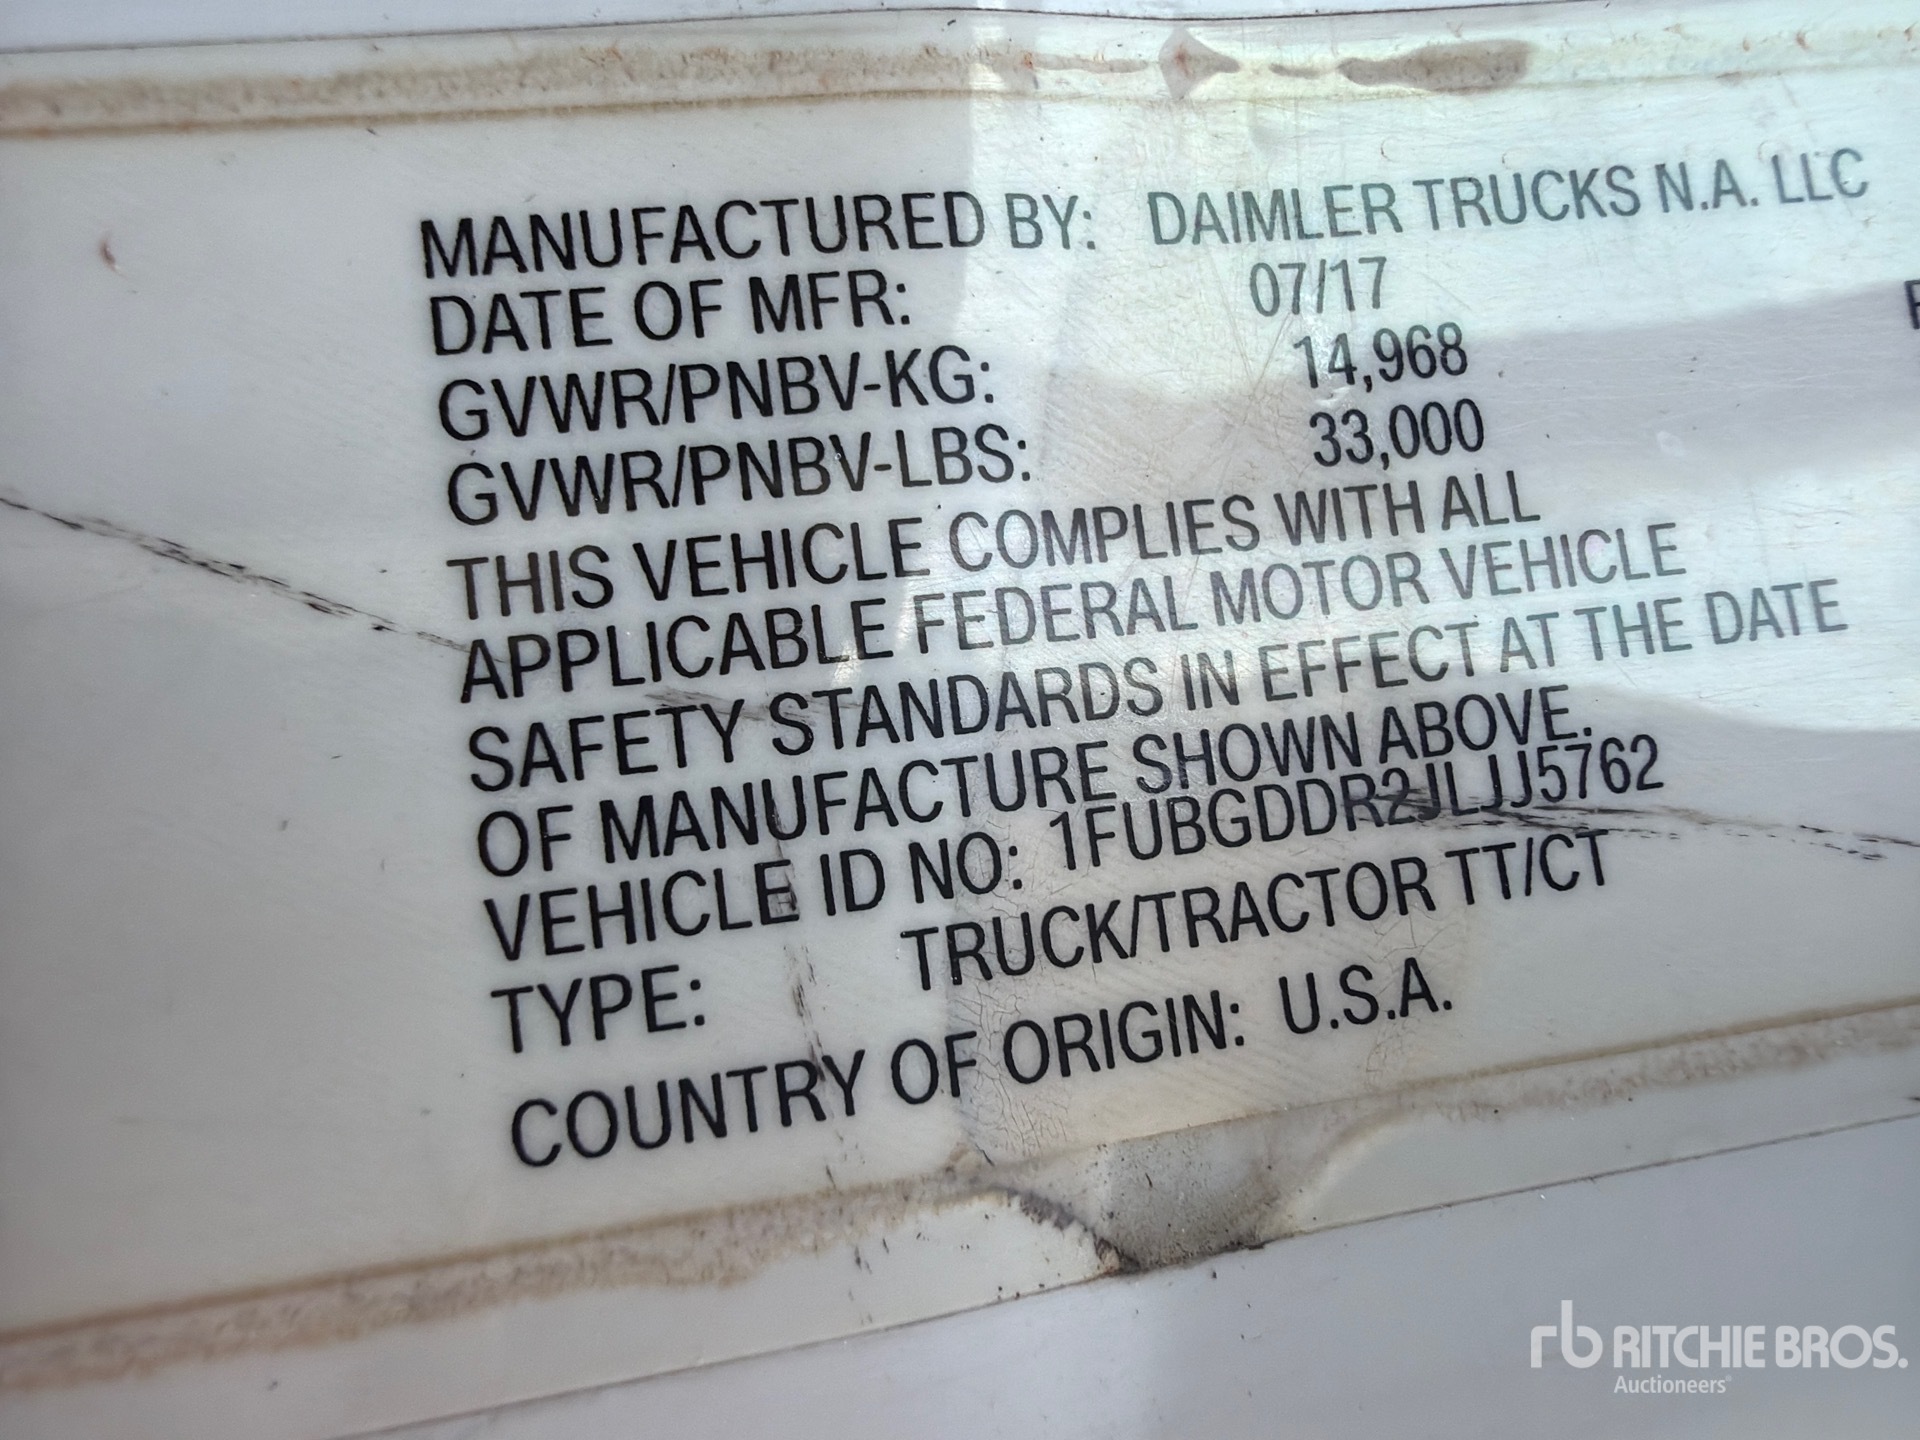 MANUFACTURED BY: DAIMLER TRUCKS N.A. LLC
DATE OF MFR: 07/17
GVWR/PNBV-KG: 14,968
GVWR/PNBV-LBS: 33,000
THIS VEHICLE COMPLIES WITH ALL
APPLICABLE FEDERAL MOTOR VEHICLE
SAFETY STANDARDS IN EFFECT AT THE DATE
OF MANUFACTURE SHOWN ABOVE.
VEHICLE ID NO: 1FUBGDDR2JLJJ5762
TYPE: TRUCK/TRACTOR TT/CT
COUNTRY OF ORIGIN: U.S.A.
rb RITCHIE BROS.
Auctioneers